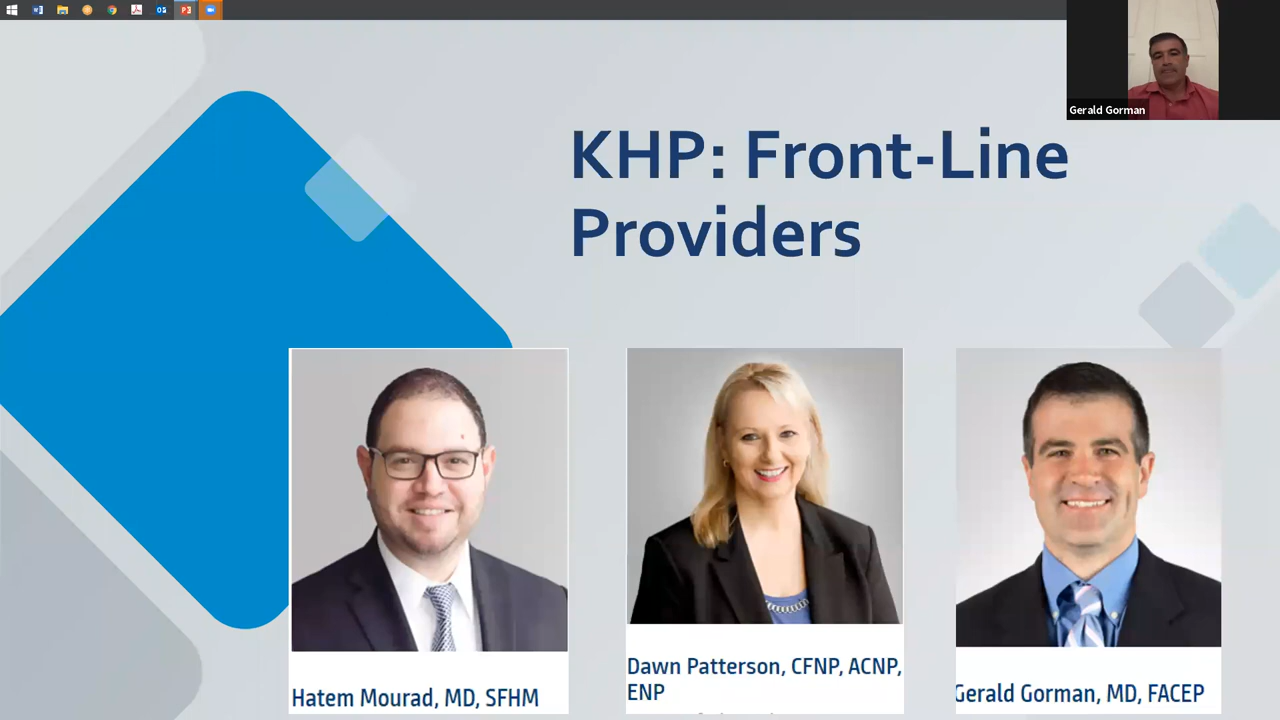 Gerald Gorman
KHP: Front-Line
Providers
Hatem Mourad, MD, SFHM
Dawn Patterson, CFNP, ACNP,
ENP
Gerald Gorman, MD, FACEP